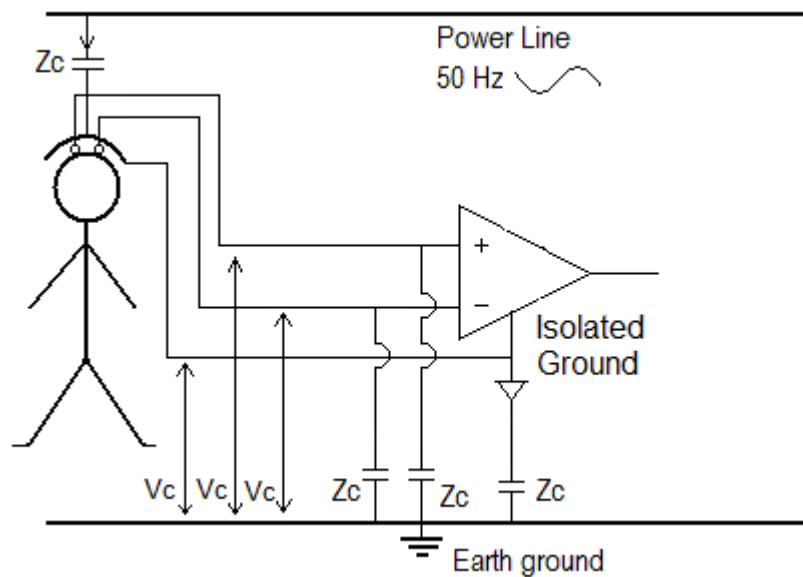 Power Line
Zc
50 Hz
+
−
Isolated
Ground
Vc Vc Vc Zc Zc Zc
Earth ground